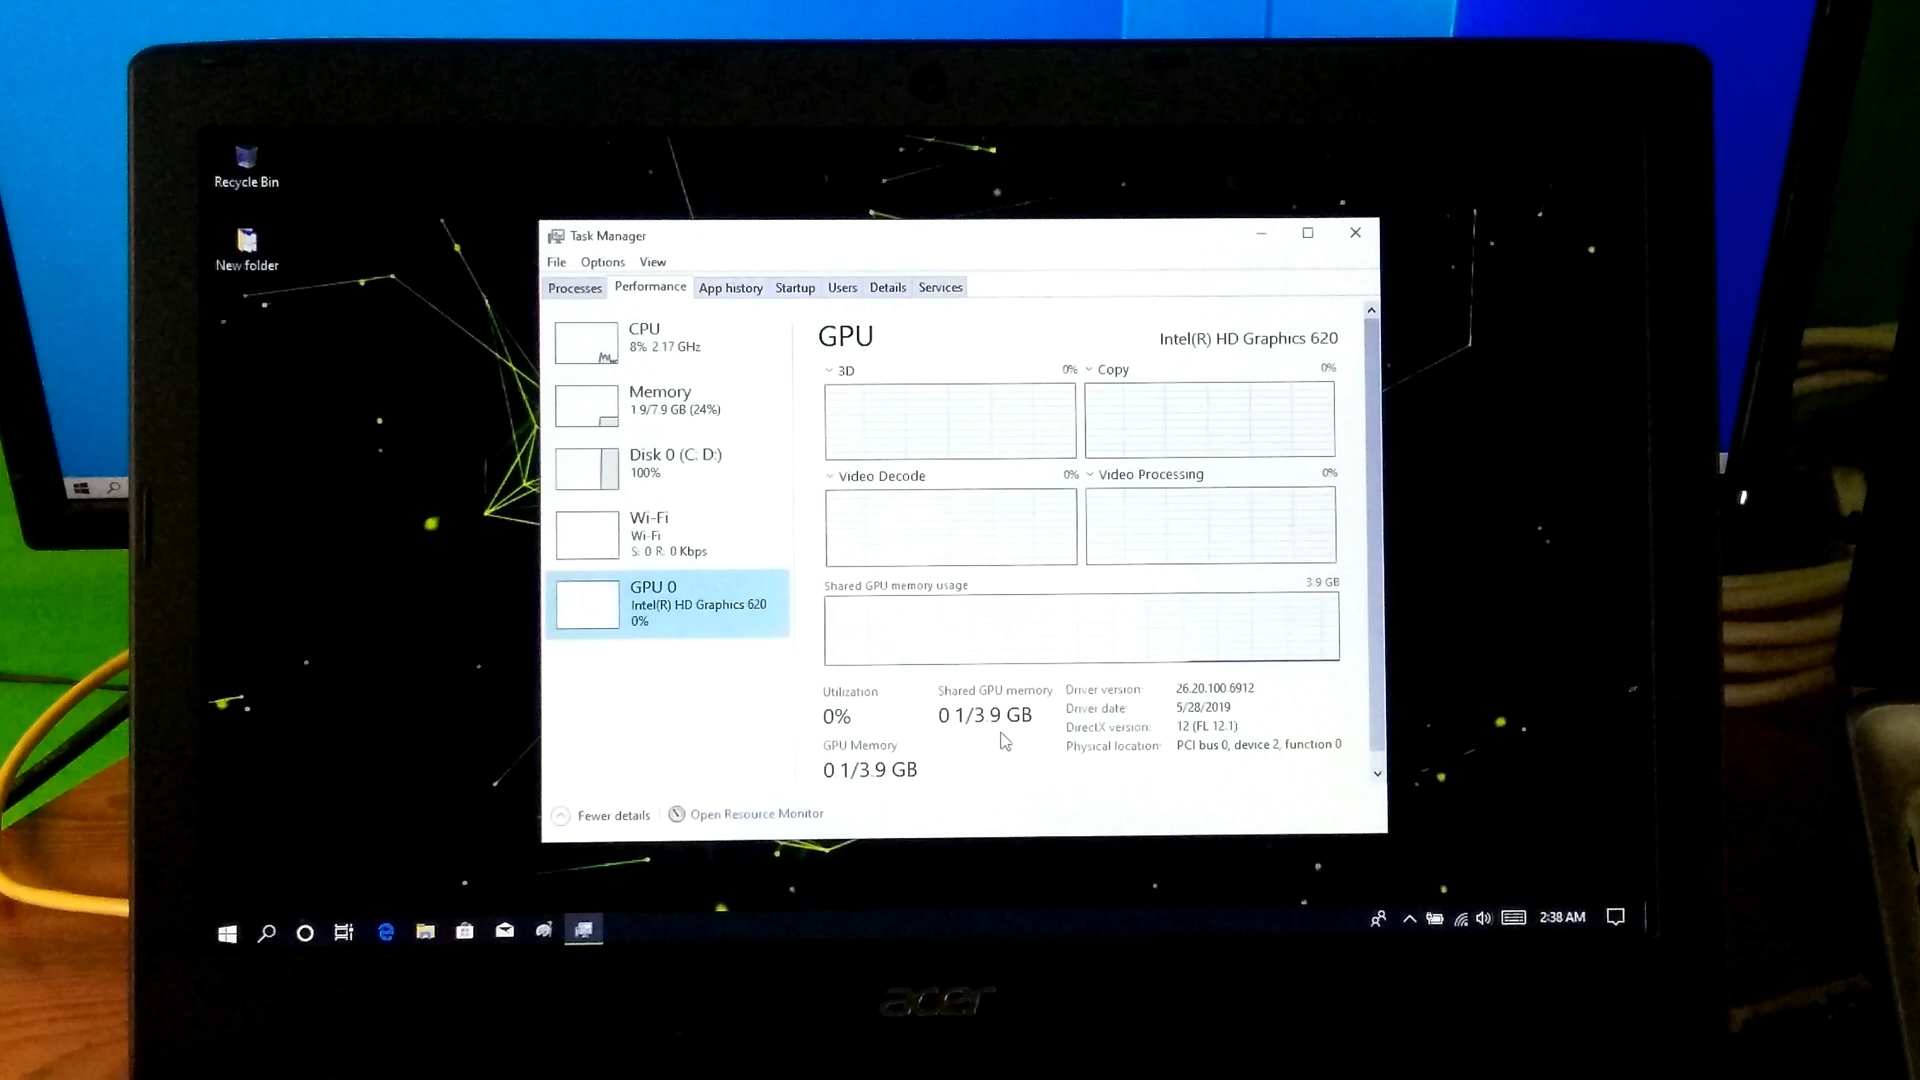 Recycle Bin
New folder
Task Manager
File Options View
Processes Performance App history Startup Users Details Services
CPU
8% 2.17 GHz
Memory
1.9/7.9 GB (24%)
Disk 0 (C: D:)
100%
Wi-Fi
Wi-Fi
S: 0 R: 0 Kbps
GPU 0
Intel(R) HD Graphics 620
0%
GPU Intel(R) HD Graphics 620
3D 0% Copy 0%
Video Decode 0% Video Processing 0%
Shared GPU memory usage 3.9 GB
Utilization
0%
Shared GPU memory
0.1/3.9 GB
GPU Memory
0.1/3.9 GB
Driver version: 26.20.100.6912
Driver date: 5/28/2019
DirectX version: 12 (FL 12.1)
Physical location: PCI bus 0, device 2, function 0
Fewer details Open Resource Monitor
2:38 AM
acer